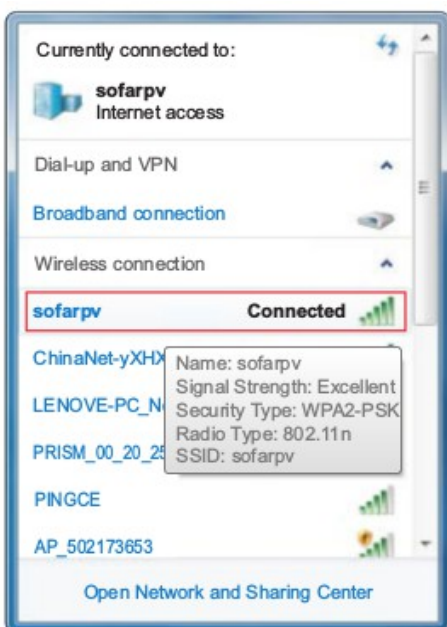 Currently connected to:
sofarpv
Internet access
Dial-up and VPN
Broadband connection
Wireless connection
sofarpv Connected
ChinaNet-yXHX
Name: sofarpv
Signal Strength: Excellent
LENOVE-PC_N
Security Type: WPA2-PSK
Radio Type: 802.11n
PRISM_00_20_25
SSID: sofarpv
PINGCE
AP_502173653
Open Network and Sharing Center